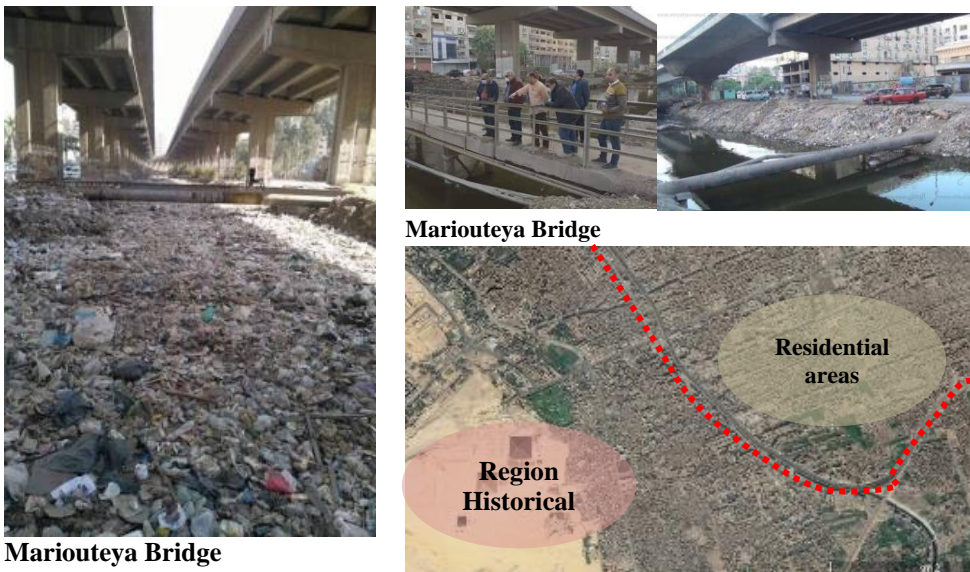 Mariouteya Bridge
Mariouteya Bridge
Residential
areas
Region
Historical